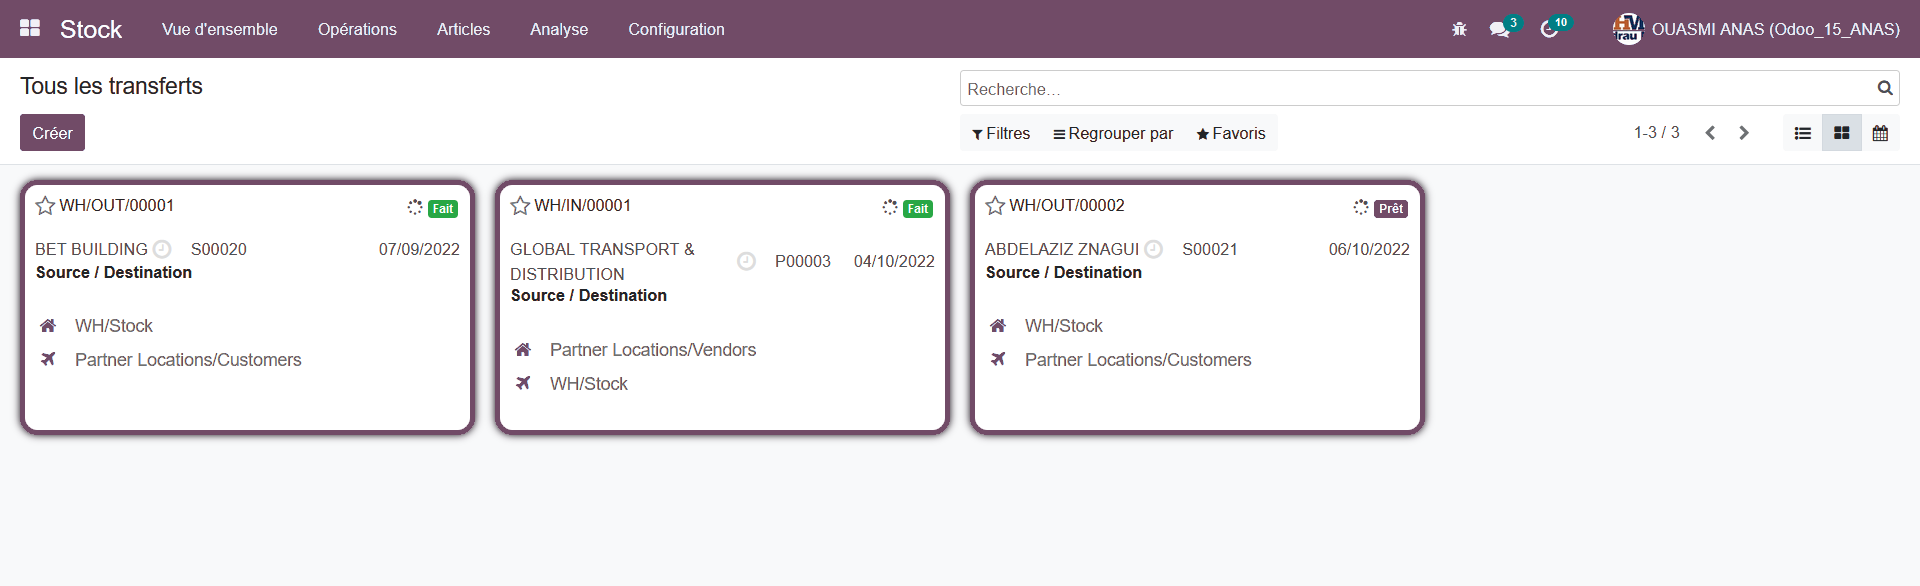 Stock Vue d'ensemble Opérations Articles Analyse Configuration 3 10 OUASMI ANAS (Odoo_15_ANAS)
Tous les transferts
Recherche...
Créer
Filtres Regrouper par Favoris 1-3 / 3
WH/OUT/00001 Fait
BET BUILDING S00020 07/09/2022
Source / Destination
WH/Stock
Partner Locations/Customers
WH/IN/00001 Fait
GLOBAL TRANSPORT &
DISTRIBUTION P00003 04/10/2022
Source / Destination
Partner Locations/Vendors
WH/Stock
WH/OUT/00002 Prêt
ABDELAZIZ ZNAGUI S00021 06/10/2022
Source / Destination
WH/Stock
Partner Locations/Customers